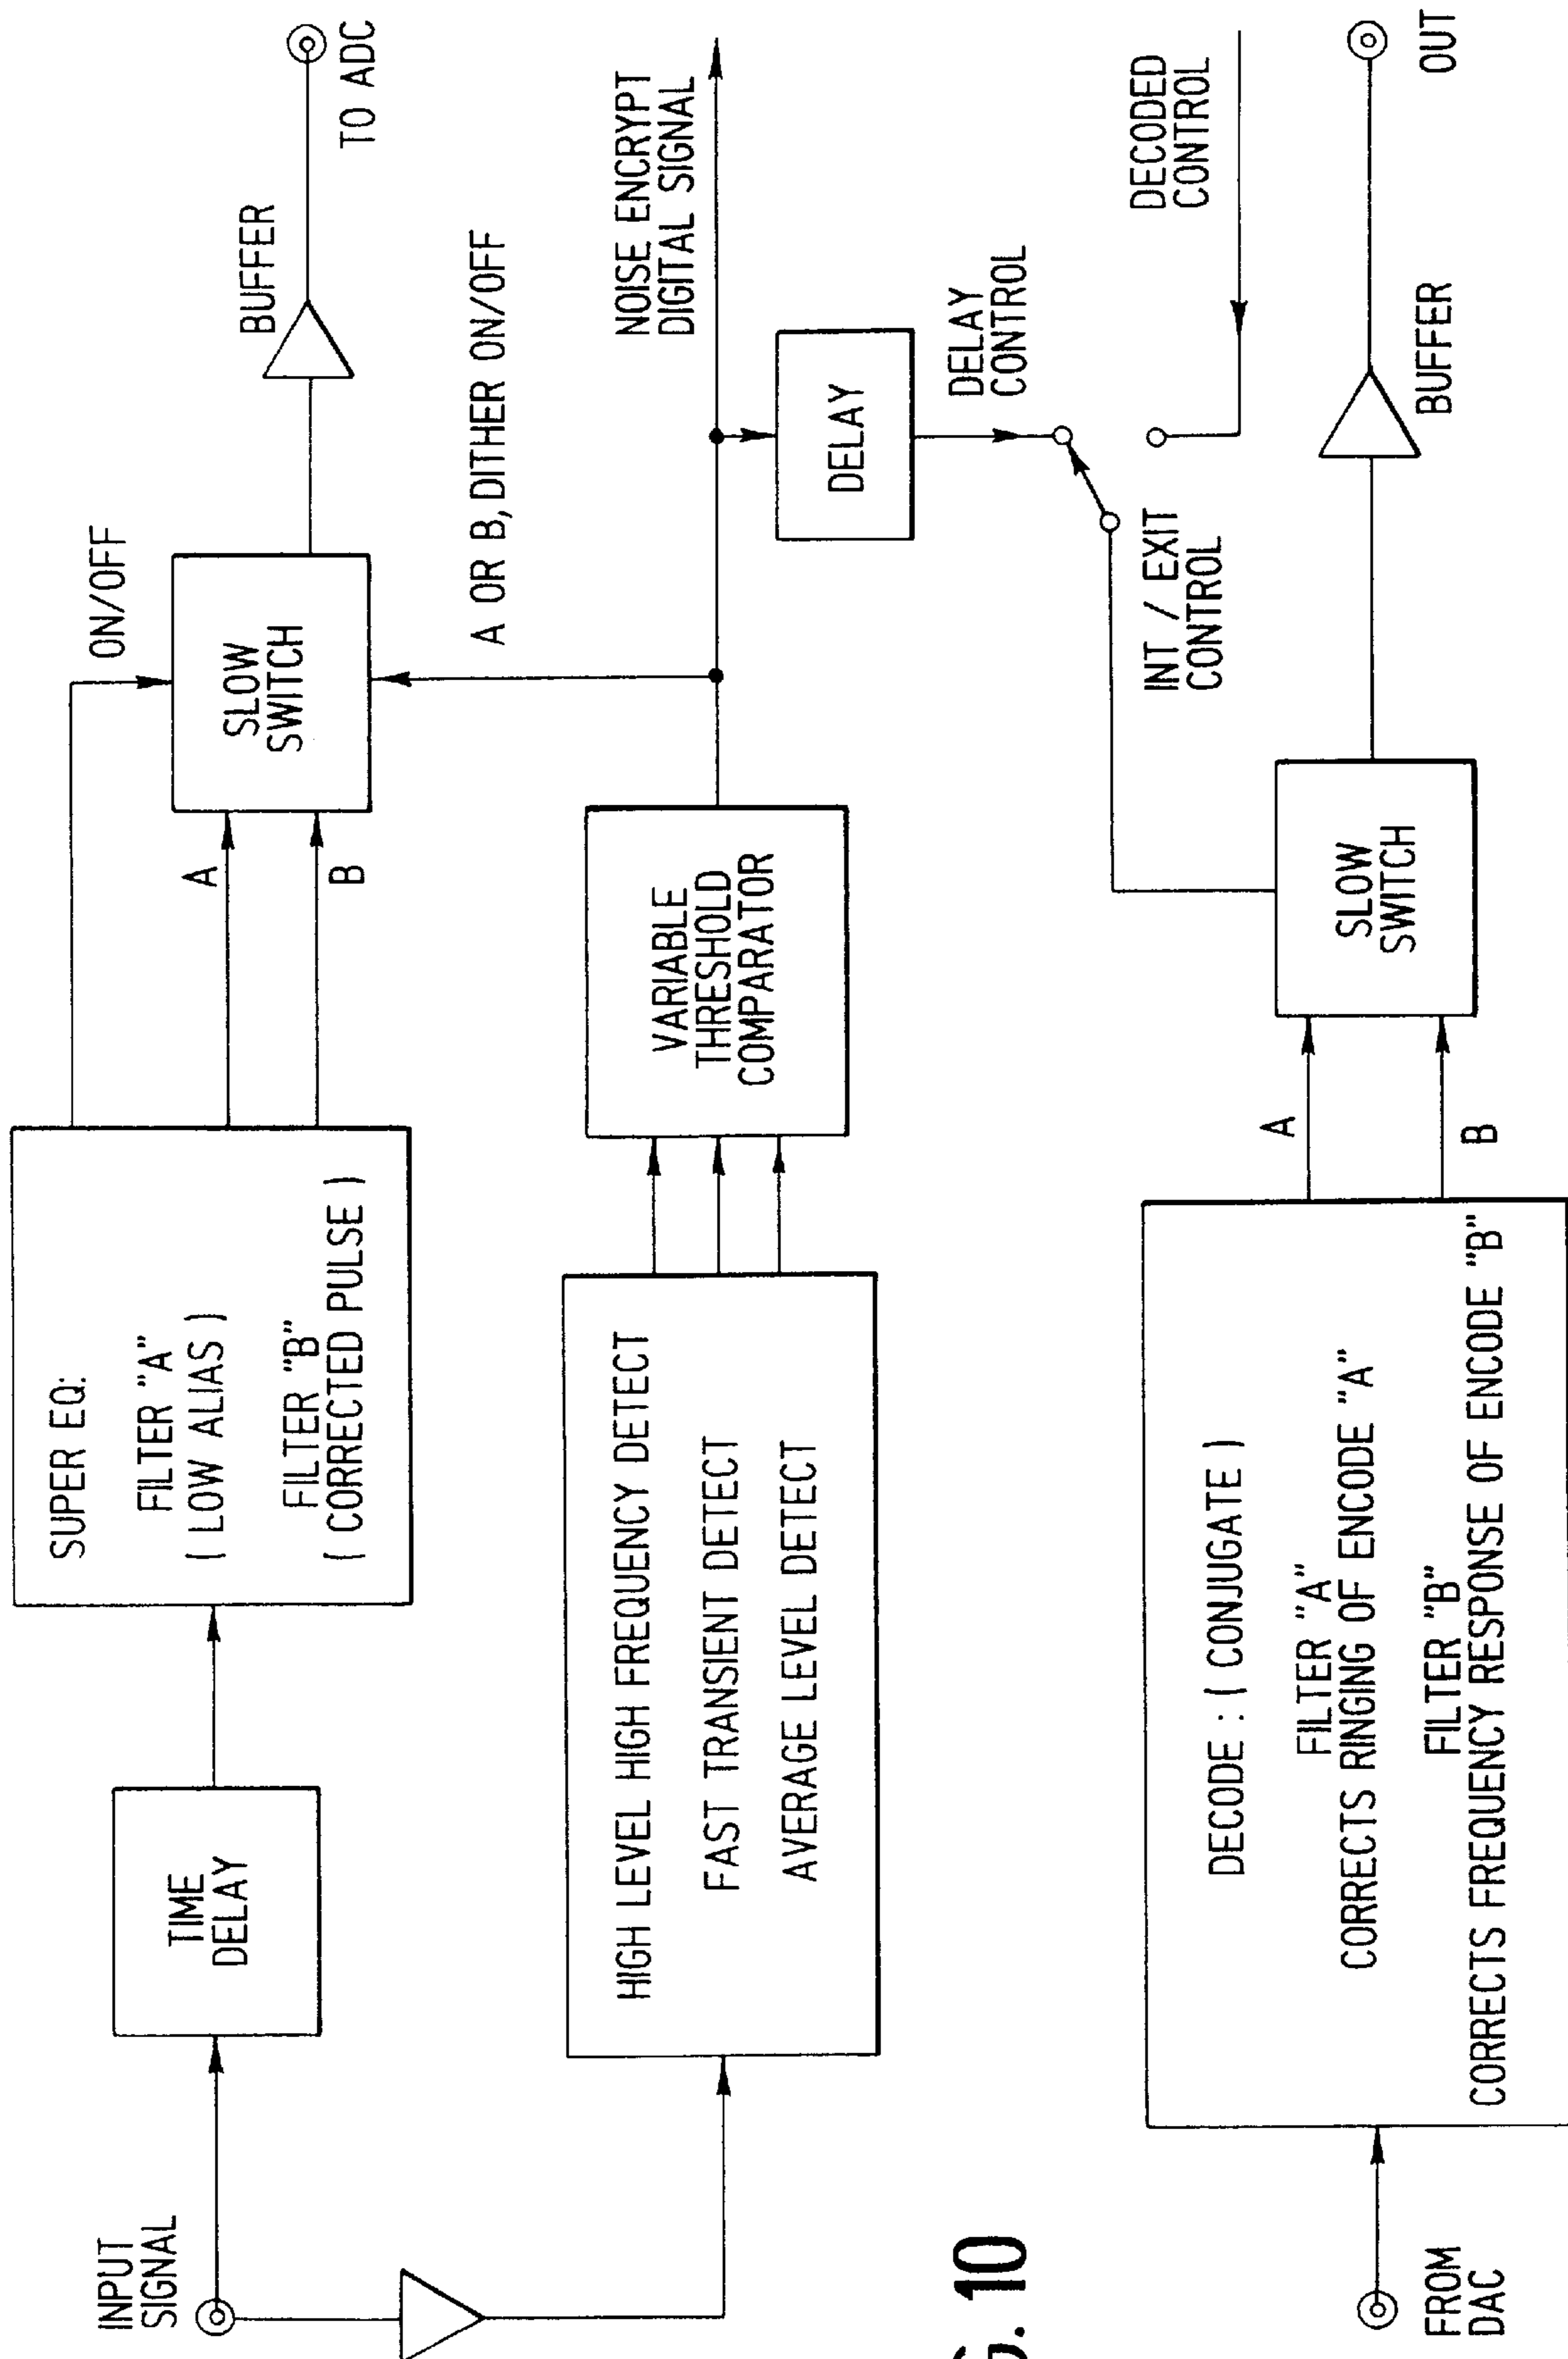 INPUT
SIGNAL
TIME
DELAY
SUPER EQ:
FILTER "A"
( LOW ALIAS )
FILTER "B"
( CORRECTED PULSE )
ON/OFF
A
B
SLOW
SWITCH
BUFFER
TO ADC
A OR B, DITHER ON/OFF
HIGH LEVEL HIGH FREQUENCY DETECT
FAST TRANSIENT DETECT
AVERAGE LEVEL DETECT
VARIABLE
THRESHOLD
COMPARATOR
NOISE ENCRYPT
DIGITAL SIGNAL
DELAY
DELAY
CONTROL
INT / EXIT
CONTROL
DECODED
CONTROL
FROM
DAC
DECODE : ( CONJUGATE )
FILTER "A"
CORRECTS RINGING OF ENCODE "A"
FILTER "B"
CORRECTS FREQUENCY RESPONSE OF ENCODE "B"
A
B
SLOW
SWITCH
BUFFER
OUT
G. 10